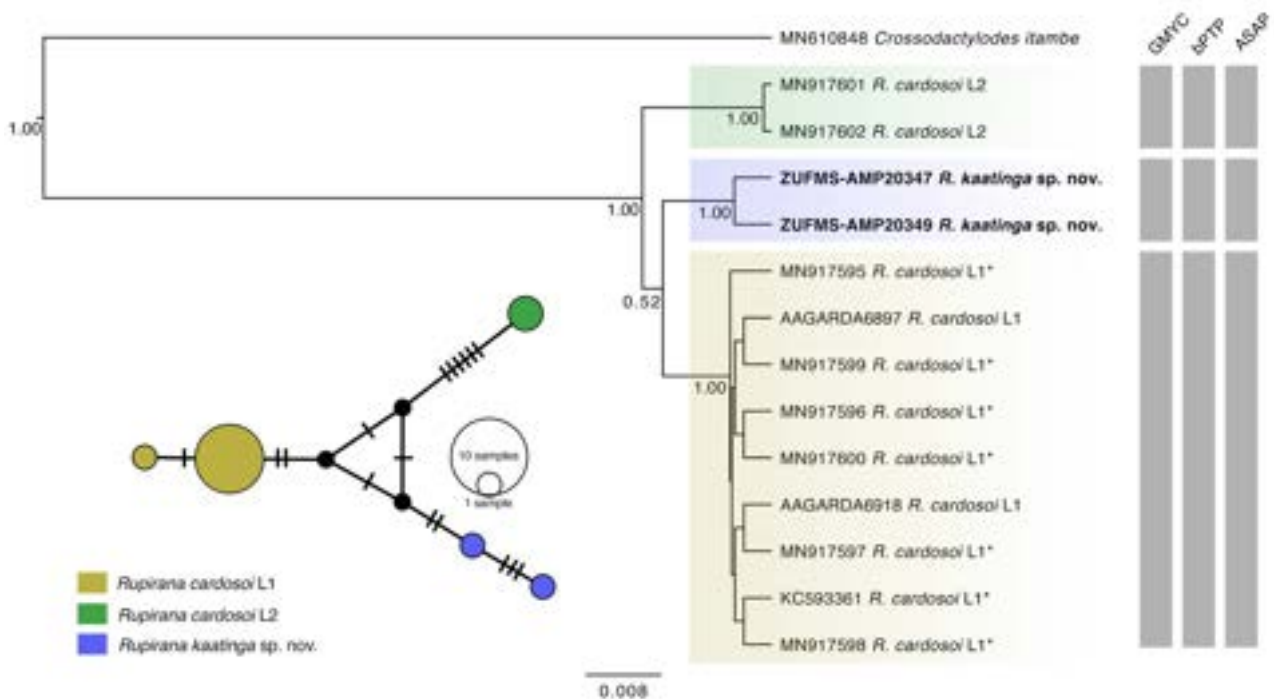 GMYC
bPTP
ASAP
MN610848 Crossodactylodes itambe
MN917601 R. cardosoi L2
1.00
MN917602 R. cardosoi L2
1.00
ZUFMS-AMP20347 R. kaatinga sp. nov.
1.00
1.00
ZUFMS-AMP20349 R. kaatinga sp. nov.
MN917595 R. cardosoi L1*
0.52
AAGARDA6897 R. cardosoi L1
MN917599 R. cardosoi L1*
1.00
MN917596 R. cardosoi L1*
10 samples
MN917600 R. cardosoi L1*
1 sample
AAGARDA6918 R. cardosoi L1
MN917597 R. cardosoi L1*
Rupirana cardosoi L1
KC593361 R. cardosoi L1*
Rupirana cardosoi L2
Rupirana kaatinga sp. nov.
MN917598 R. cardosoi L1*
0.008